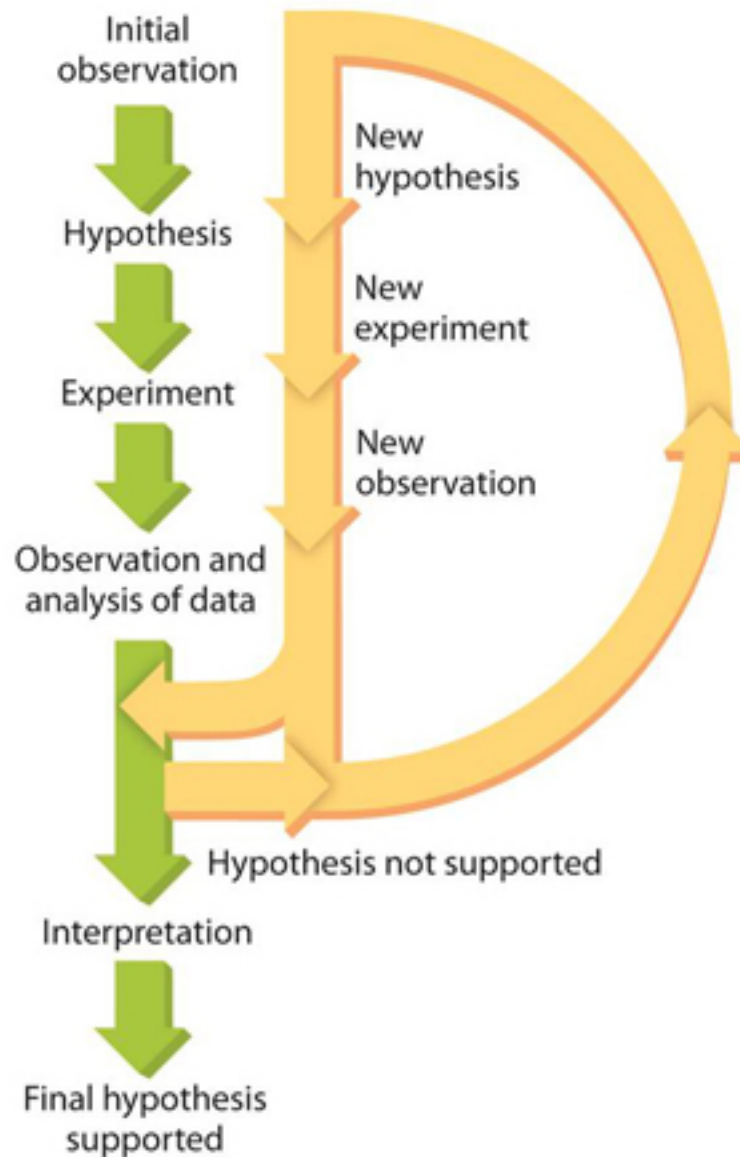 Initial
observation
Hypothesis
Experiment
Observation and
analysis of data
Interpretation
Final hypothesis
supported
New
hypothesis
New
experiment
New
observation
Hypothesis not supported